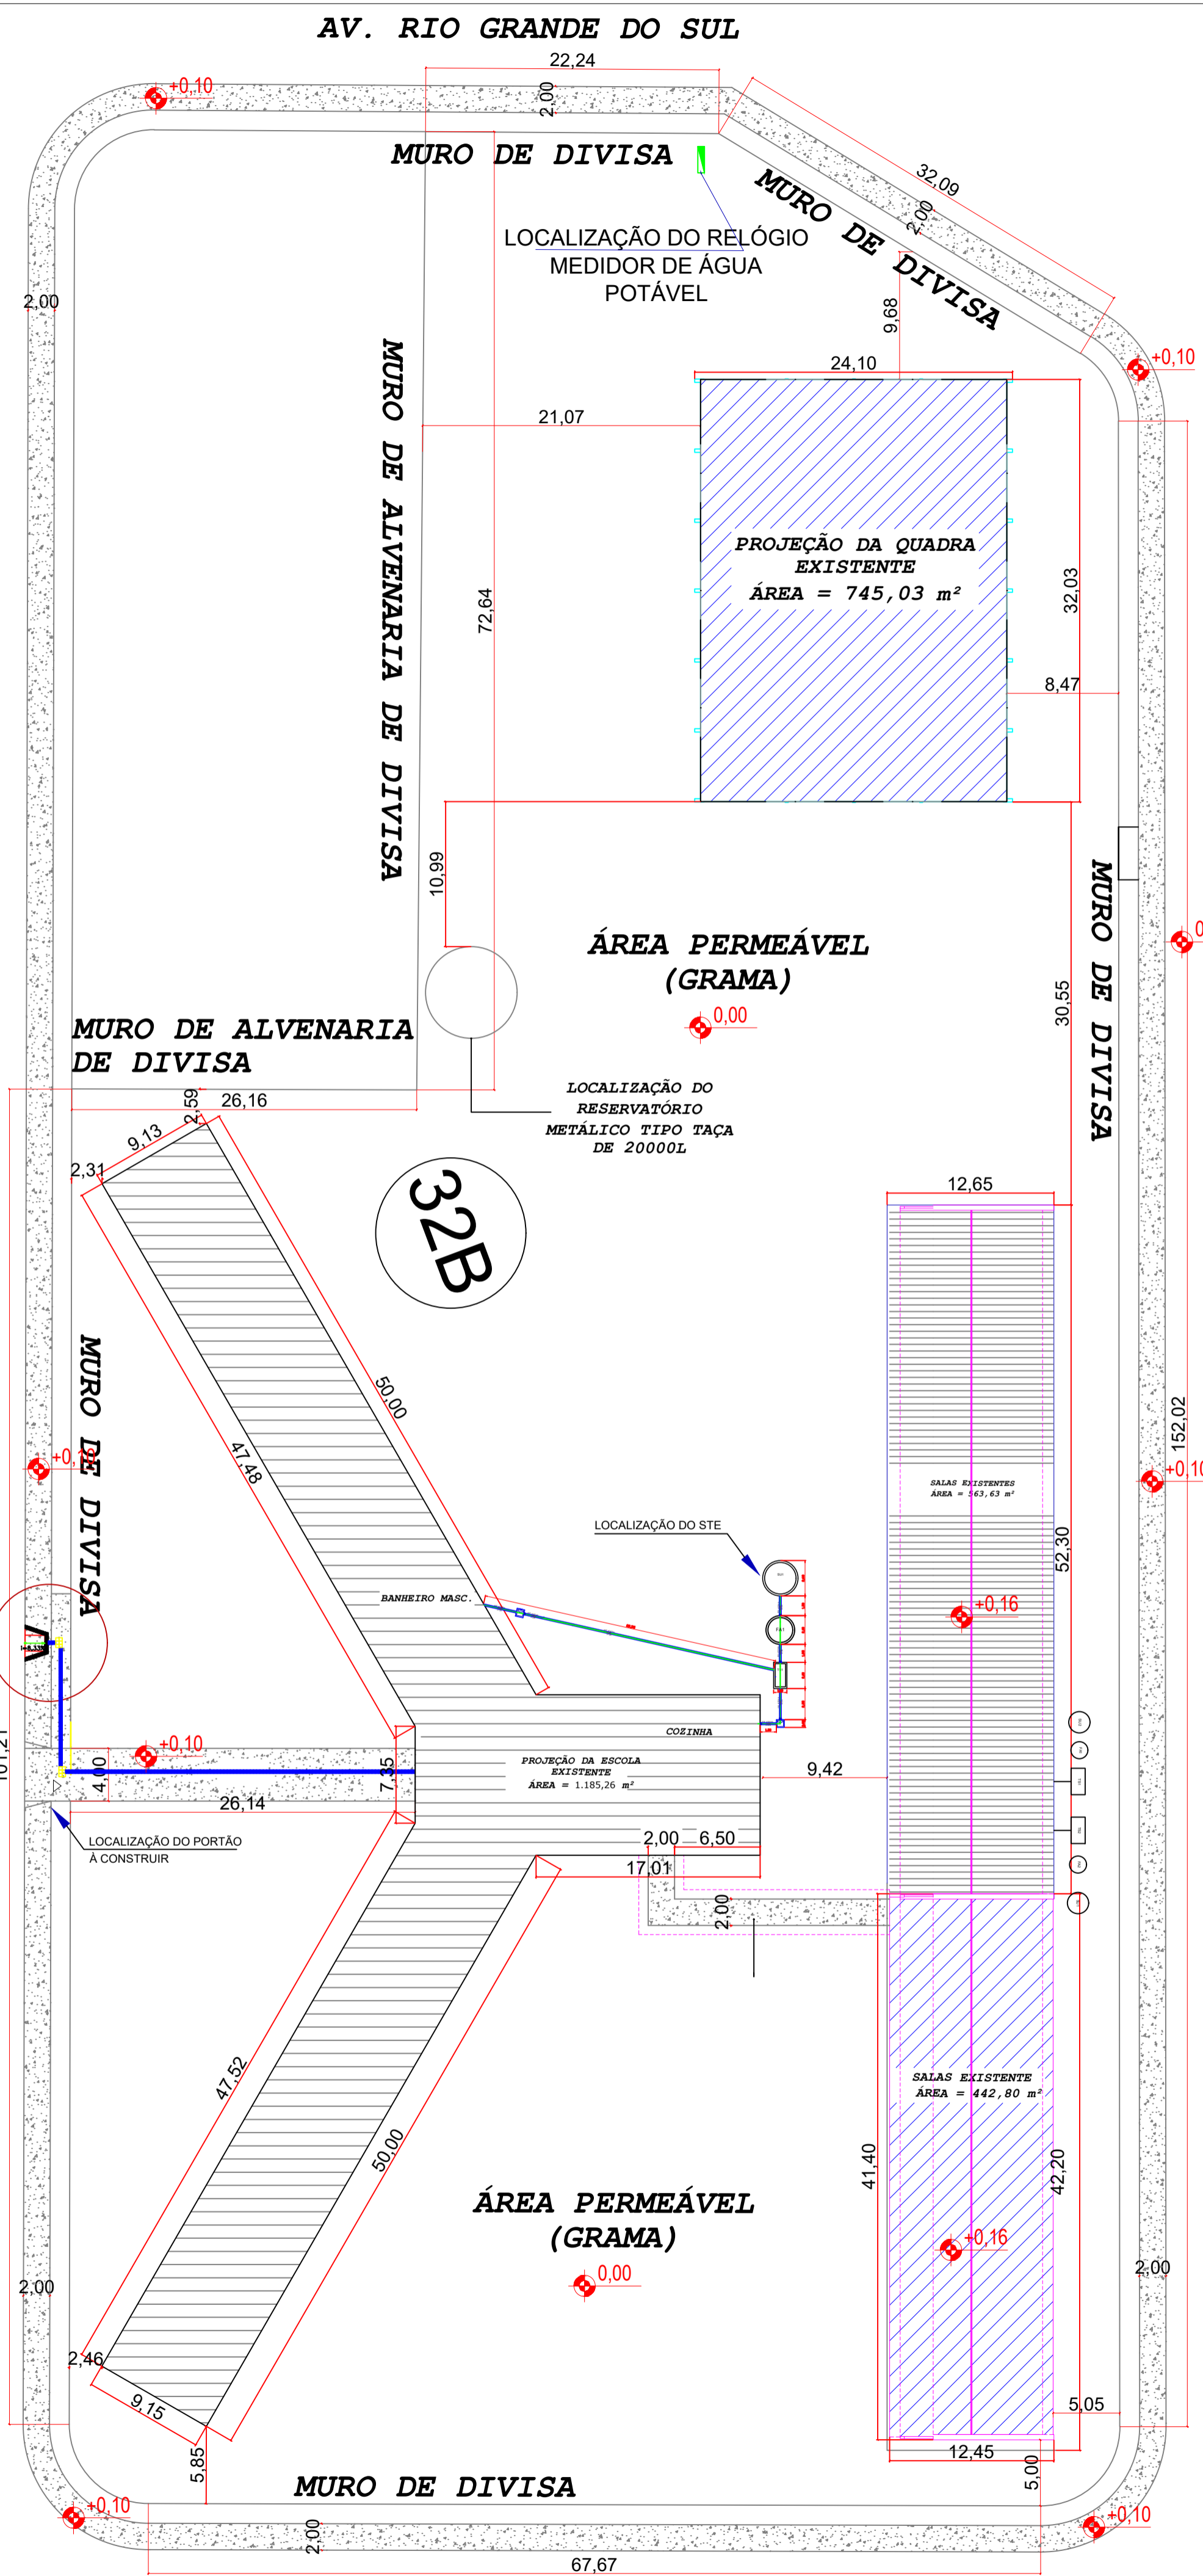 AV. RIO GRANDE DO SUL
22,24
+0,10
2,00
MURO DE DIVISA
32,09
2,00
MURO DE DIVISA
LOCALIZAÇÃO DO RELÓGIO
MEDIDOR DE ÁGUA
POTÁVEL
2,00
9,68
+0,10
24,10
21,07
MURO DE ALVENARIA DE DIVISA
PROJEÇÃO DA QUADRA
EXISTENTE
ÁREA = 745,03 m²
72,64
32,03
8,47
10,99
MURO DE DIVISA
ÁREA PERMEÁVEL
(GRAMA)
0
0,00
30,55
MURO DE ALVENARIA
DE DIVISA
26,16
2,59
LOCALIZAÇÃO DO
RESERVATÓRIO
METÁLICO TIPO TAÇA
DE 20000L
9,13
2,31
32B
12,65
MURO DE DIVISA
50,00
47,48
152,02
+0,10
+0,10
SALAS EXISTENTES
ÁREA = 563,63 m²
LOCALIZAÇÃO DO STE
52,30
BANHEIRO MASC.
+0,16
COZINHA
PROJEÇÃO DA ESCOLA
EXISTENTE
ÁREA = 1.185,26 m²
101,21
+0,10
4,00
7,35
26,14
9,42
LOCALIZAÇÃO DO PORTÃO
À CONSTRUIR
2,00
6,50
17,01
2,00
47,52
50,00
SALAS EXISTENTE
ÁREA = 442,80 m²
41,40
42,20
ÁREA PERMEÁVEL
(GRAMA)
+0,16
0,00
2,00
2,00
2,46
9,15
5,85
5,05
12,45
5,00
MURO DE DIVISA
+0,10
+0,10
2,00
67,67